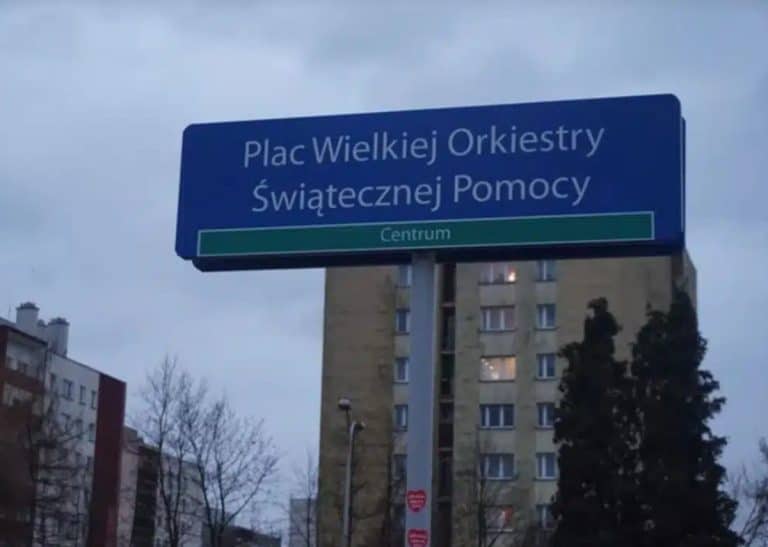 Plac Wielkiej Orkiestry
Świątecznej Pomocy
Centrum